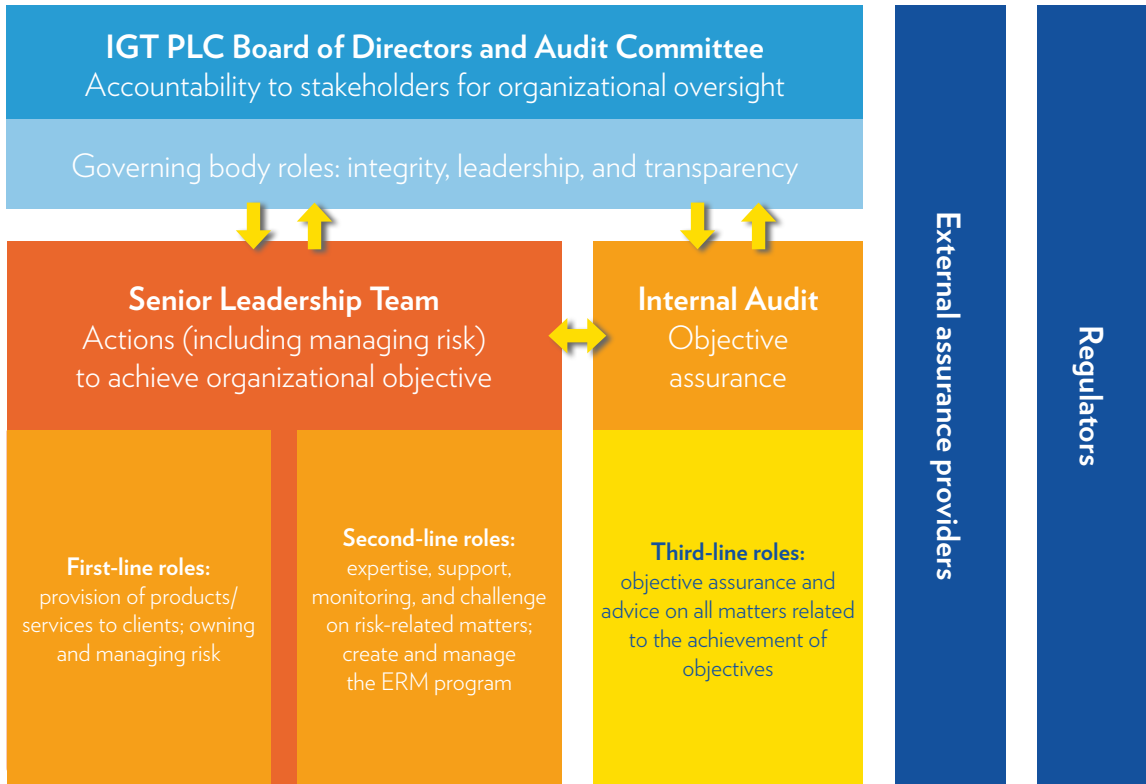 IGT PLC Board of Directors and Audit Committee
Accountability to stakeholders for organizational oversight
Governing body roles: integrity, leadership, and transparency
Senior Leadership Team
Actions (including managing risk)
to achieve organizational objective
Internal Audit
Objective
assurance
First-line roles:
provision of products/
services to clients; owning
and managing risk
Second-line roles:
expertise, support,
monitoring, and challenge
on risk-related matters;
create and manage
the ERM program
Third-line roles:
objective assurance and
advice on all matters related
to the achievement of
objectives
External assurance providers
Regulators